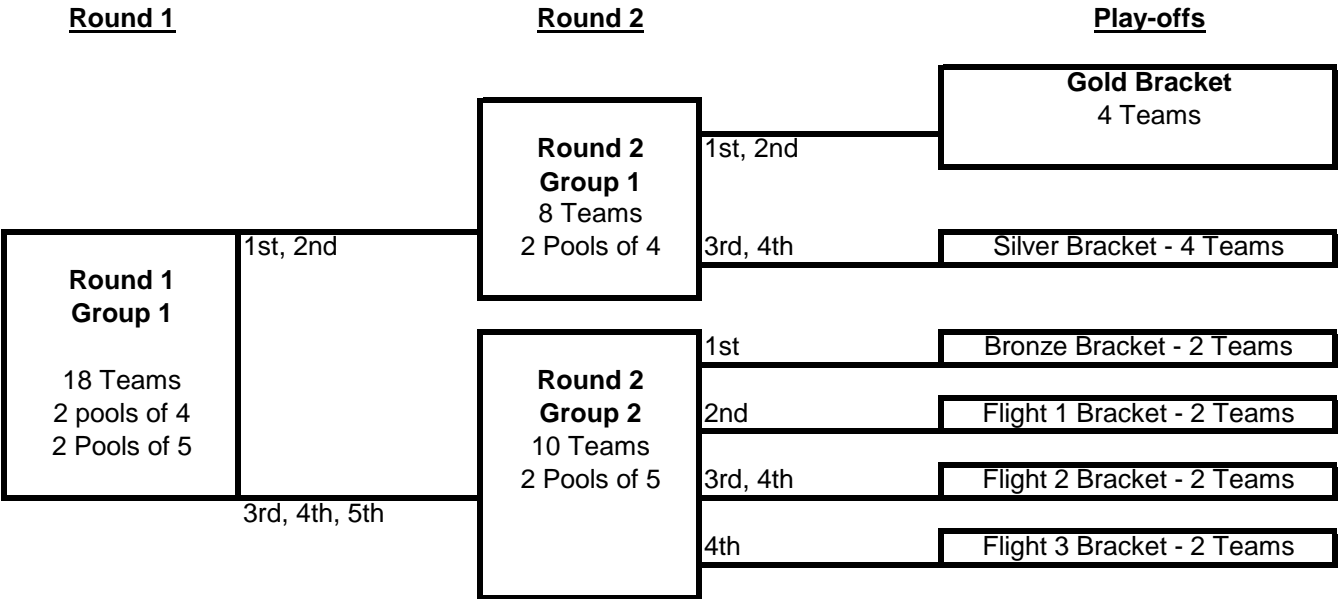 Round 1
Round 2
Play-offs
Gold Bracket
4 Teams
Round 2
Group 1
8 Teams
2 Pools of 4
1st, 2nd
3rd, 4th
Silver Bracket - 4 Teams
Round 1
Group 1
18 Teams
2 pools of 4
2 Pools of 5
1st, 2nd
3rd, 4th, 5th
Round 2
Group 2
10 Teams
2 Pools of 5
1st
Bronze Bracket - 2 Teams
2nd
Flight 1 Bracket - 2 Teams
3rd, 4th
Flight 2 Bracket - 2 Teams
4th
Flight 3 Bracket - 2 Teams